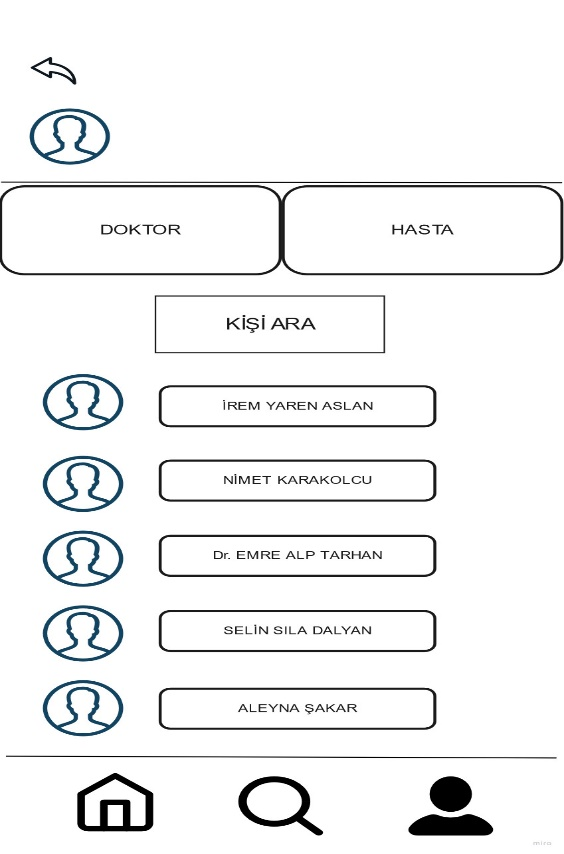 DOKTOR
HASTA
KİŞİ ARA
İREM YAREN ASLAN
NİMET KARAKOLCU
Dr. EMRE ALP TARHAN
SELİN SILA DALYAN
ALEYNA ŞAKAR